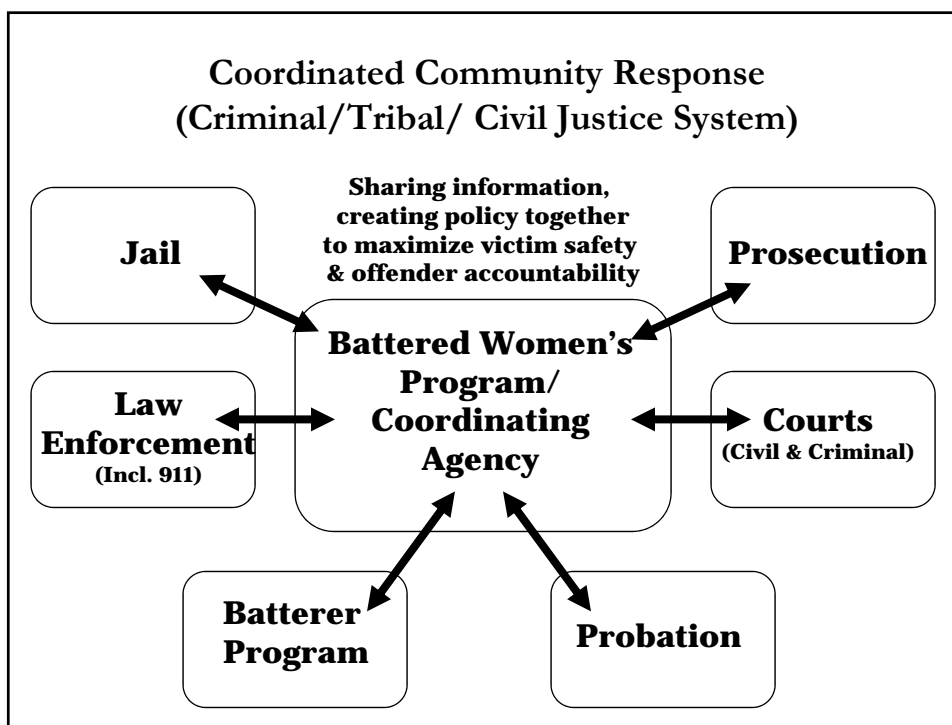 Coordinated Community Response
(Criminal/Tribal/ Civil Justice System)
Sharing information,
creating policy together
to maximize victim safety
& offender accountability
Jail
Prosecution
Battered Women’s
Program/
Coordinating
Agency
Law
Enforcement
(Incl. 911)
Courts
(Civil & Criminal)
Batterer
Program
Probation